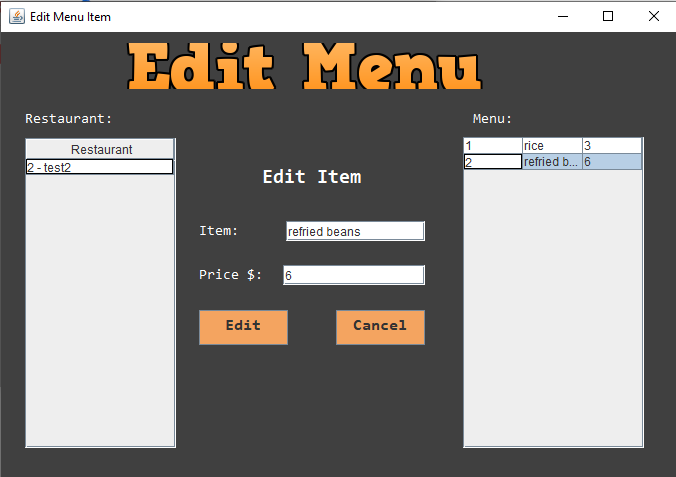 Edit Menu Item
Edit Menu
Restaurant:
Menu:
Restaurant
2 - test2
1 rice 3
2 refried b... 6
Edit Item
Item: refried beans
Price $: 6
Edit Cancel